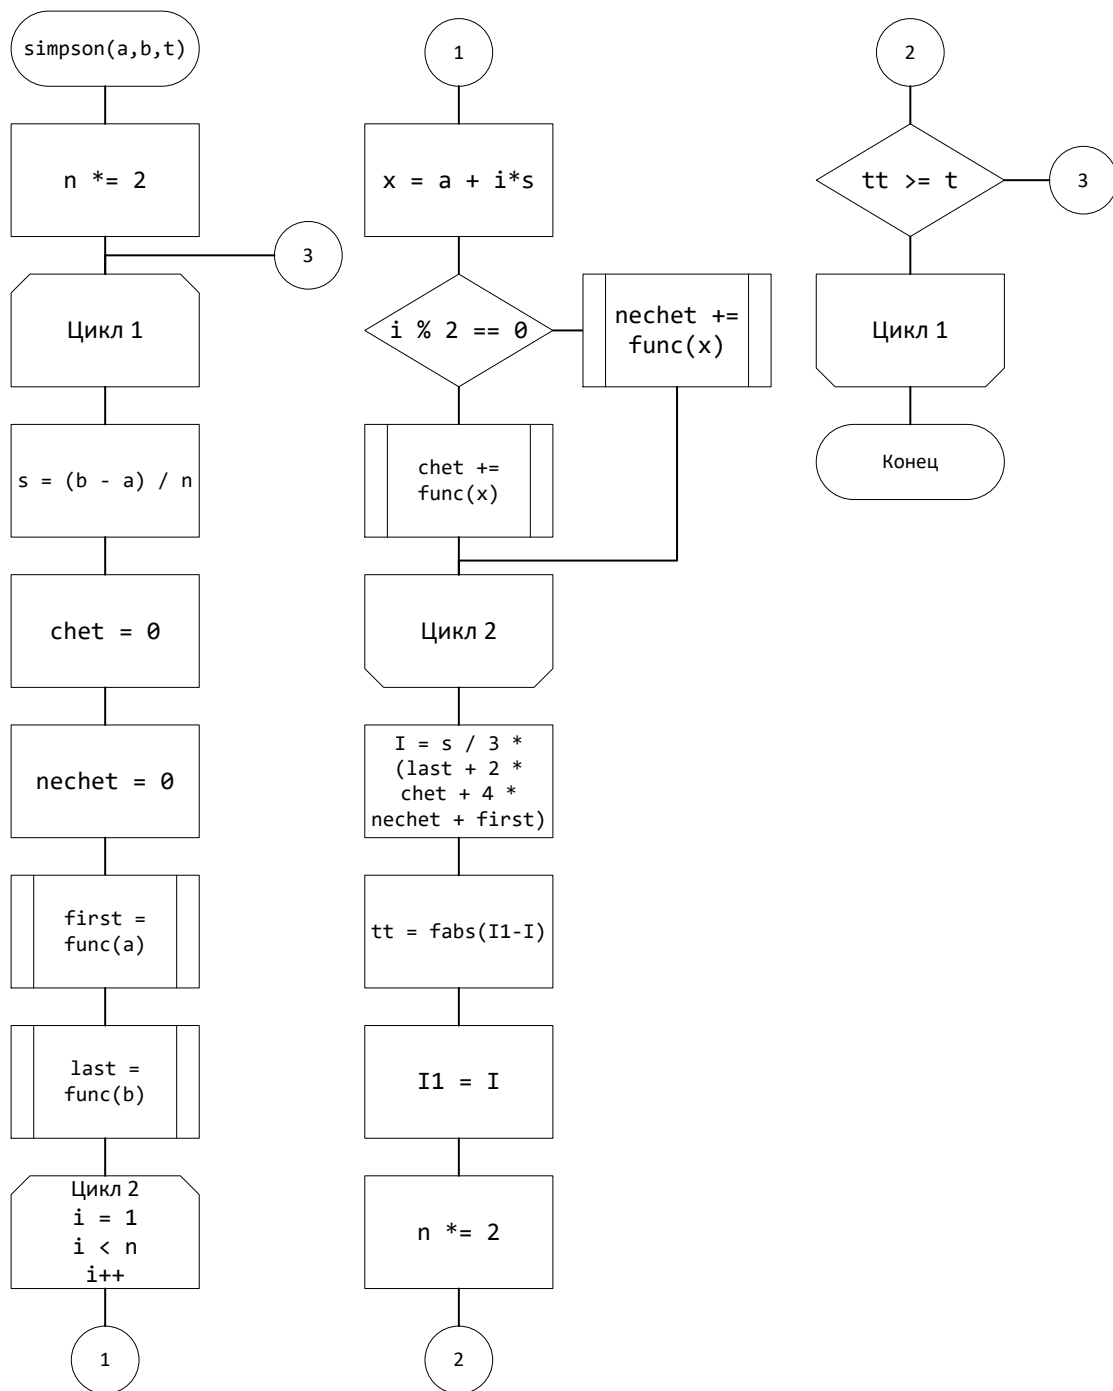 simpson(a,b,t)
n *= 2
3
Цикл 1
s = (b - a) / n
chet = 0
nechet = 0
first =
func(a)
last =
func(b)
Цикл 2
i = 1
i < n
i++
1
1
x = a + i*s
i % 2 == 0
nechet +=
func(x)
chet +=
func(x)
Цикл 2
I = s / 3 *
(last + 2 *
chet + 4 *
nechet + first)
tt = fabs(I1-I)
I1 = I
n *= 2
2
2
tt >= t
3
Цикл 1
Конец